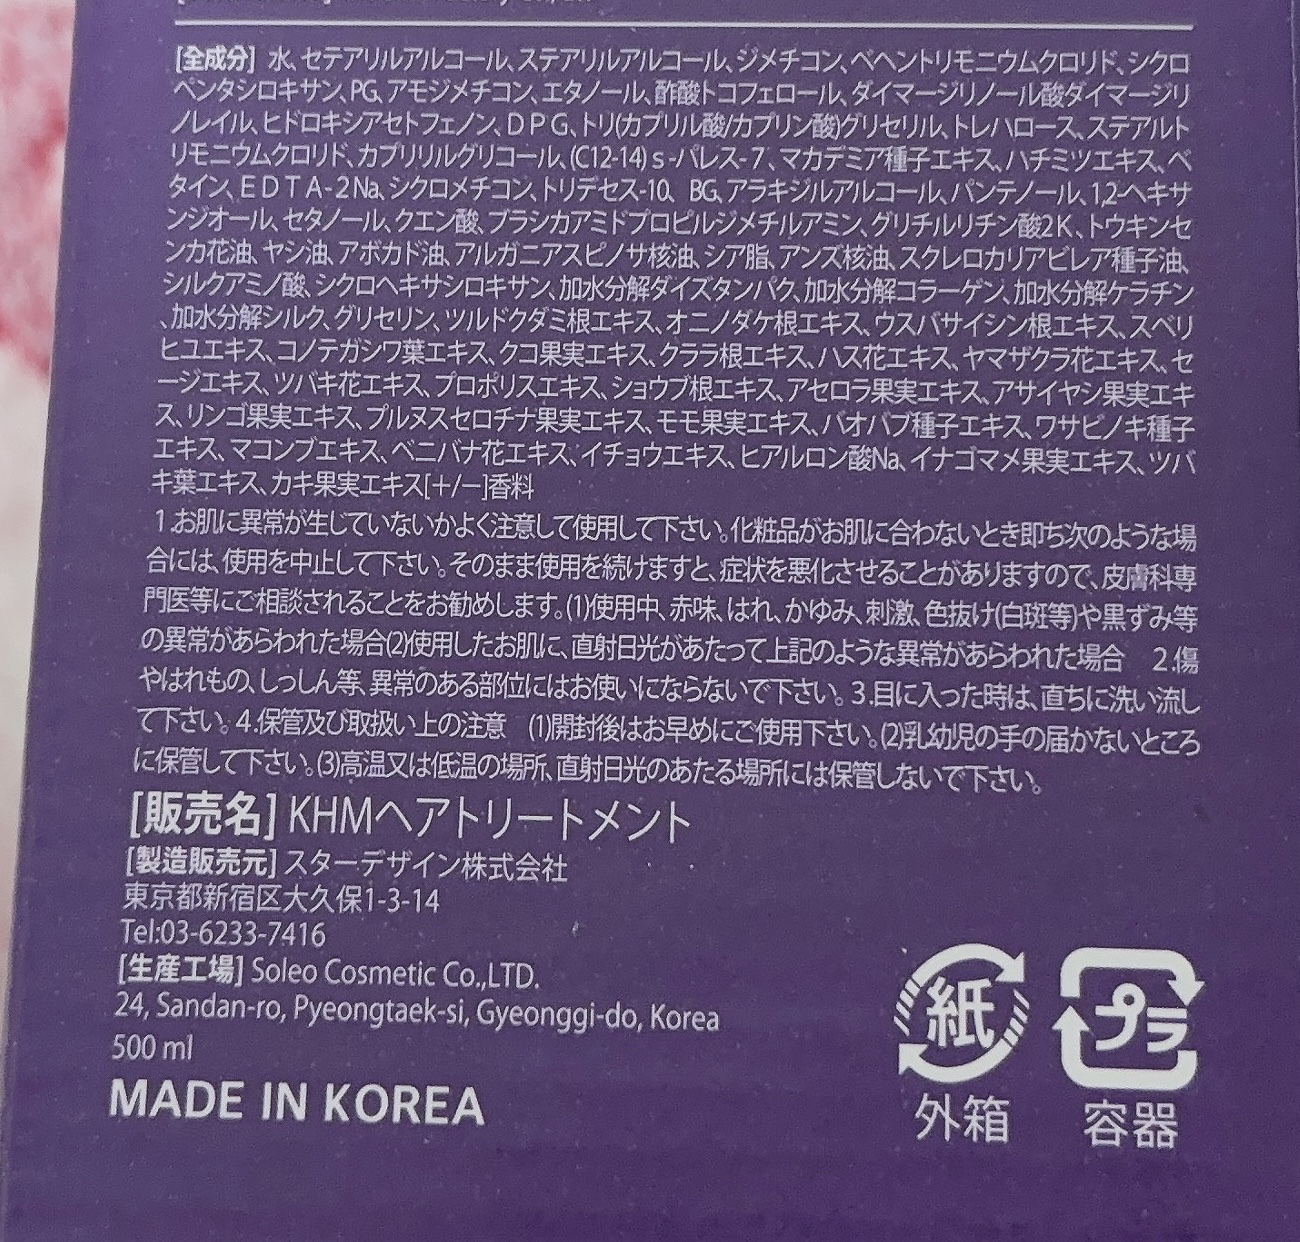 [全成分] 水、セテアリルアルコール、ステアリルアルコール、ジメチコン、ベヘントリモニウムクロリド、シクロ
ペンタシロキサン、PG、アモジメチコン、エタノール、酢酸トコフェロール、ダイマージリノール酸ダイマージリ
ノレイル、ヒドロキシアセトフェノン、DPG、トリ(カプリル酸/カプリン酸)グリセリル、トレハロース、ステアルト
リモニウムクロリド、カプリリルグリコール、(C12-14)s-パレス-7、マカデミア種子エキス、ハチミツエキス、ベ
タイン、EDTA-2Na、シクロメチコン、トリデセス-10、BG、アラキジルアルコール、パンテノール、1,2-ヘキサ
ンジオール、セタノール、クエン酸、ブラシカアミドプロピルジメチルアミン、グリチルリチン酸2K、トウキンセ
ンカ花油、ヤシ油、アボカド油、アルガニアスピノサ核油、シア脂、アンズ核油、スクレロカリアビレア種子油、
シルクアミノ酸、シクロヘキサシロキサン、加水分解ダイズタンパク、加水分解コラーゲン、加水分解ケラチン
、加水分解シルク、グリセリン、ツルドクダミ根エキス、オニノダケ根エキス、ウスバサイシン根エキス、スベリ
ヒユエキス、コノテガシワ葉エキス、クコ果実エキス、クララ根エキス、ハス花エキス、ヤマザクラ花エキス、セ
ージエキス、ツバキ花エキス、プロポリスエキス、ショウブ根エキス、アセロラ果実エキス、アサイヤシ果実エキ
ス、リンゴ果実エキス、プルヌスセロチナ果実エキス、モモ果実エキス、バオバブ種子エキス、ワサビノキ種子
エキス、マコンブエキス、ベニバナ花エキス、イチョウエキス、ヒアルロン酸Na、イナゴマメ果実エキス、ツバ
キ葉エキス、カキ果実エキス[+/-]香料
1.お肌に異常が生じていないかよく注意して使用して下さい。化粧品がお肌に合わないとき即ち次のような場
合には、使用を中止して下さい。そのまま使用を続けますと、症状を悪化させることがありますので、皮膚科専
門医等にご相談されることをお勧めします。(1)使用中、赤味、はれ、かゆみ、刺激、色抜け(白斑等)や黒ずみ等
の異常があらわれた場合(2)使用したお肌に、直射日光があたって上記のような異常があらわれた場合　2.傷
やはれもの、しっしん等、異常のある部位にはお使いにならないで下さい。3.目に入った時は、直ちに洗い流し
て下さい。4.保管及び取扱い上の注意　(1)開封後はお早めにご使用下さい。(2)乳幼児の手の届かないところ
に保管して下さい。(3)高温又は低温の場所、直射日光のあたる場所には保管しないで下さい。
[販売名] KHMヘアトリートメント
[製造販売元] スターデザイン株式会社
東京都新宿区大久保1-3-14
Tel:03-6233-7416
[生産工場] Soleo Cosmetic Co.,LTD.
24, Sandan-ro, Pyeongtaek-si, Gyeonggi-do, Korea
500 ml
MADE IN KOREA
紙 プラ
外箱 容器